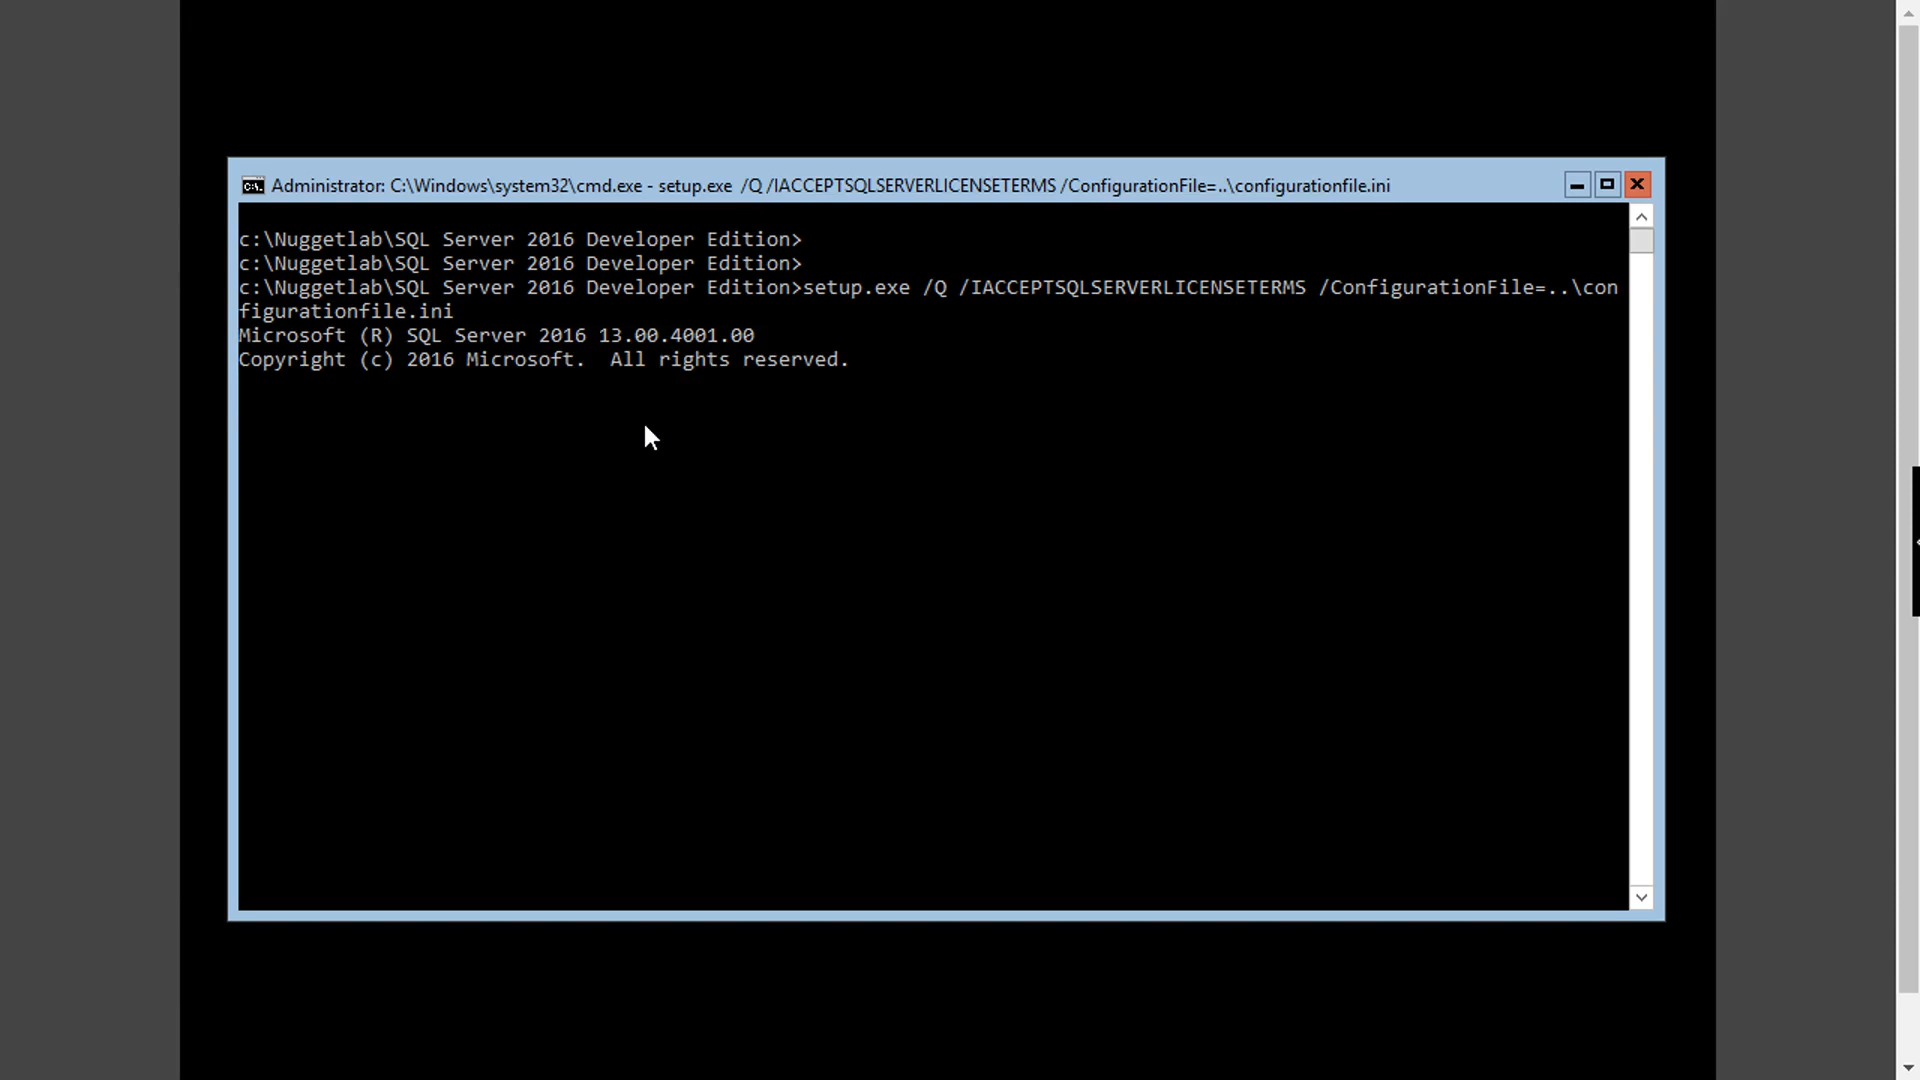 Administrator: C:\Windows\system32\cmd.exe - setup.exe  /Q /IACCEPTSQLSERVERLICENSETERMS /ConfigurationFile=..\configurationfile.ini
c:\Nuggetlab\SQL Server 2016 Developer Edition>
c:\Nuggetlab\SQL Server 2016 Developer Edition>
c:\Nuggetlab\SQL Server 2016 Developer Edition>setup.exe /Q /IACCEPTSQLSERVERLICENSETERMS /ConfigurationFile=..\con
figurationfile.ini
Microsoft (R) SQL Server 2016 13.00.4001.00
Copyright (c) 2016 Microsoft.  All rights reserved.